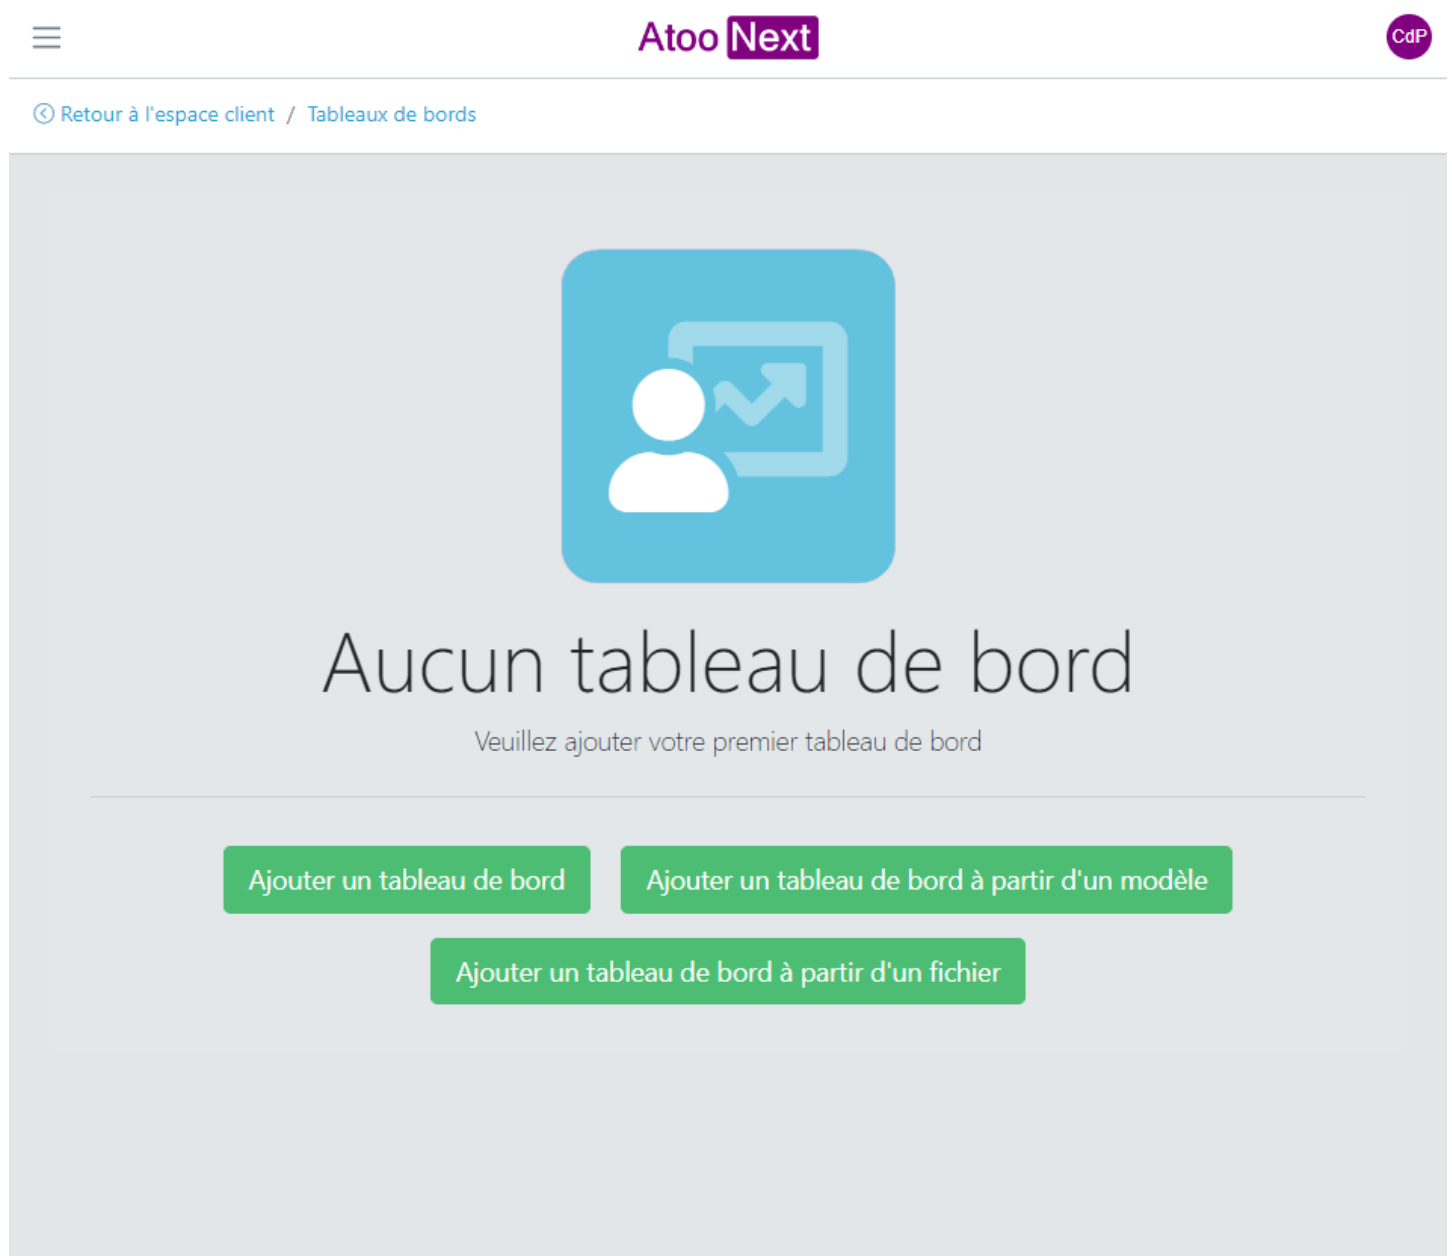 Atoo Next
CdP
Retour à l'espace client / Tableaux de bords
Aucun tableau de bord
Veuillez ajouter votre premier tableau de bord
Ajouter un tableau de bord
Ajouter un tableau de bord à partir d'un modèle
Ajouter un tableau de bord à partir d'un fichier